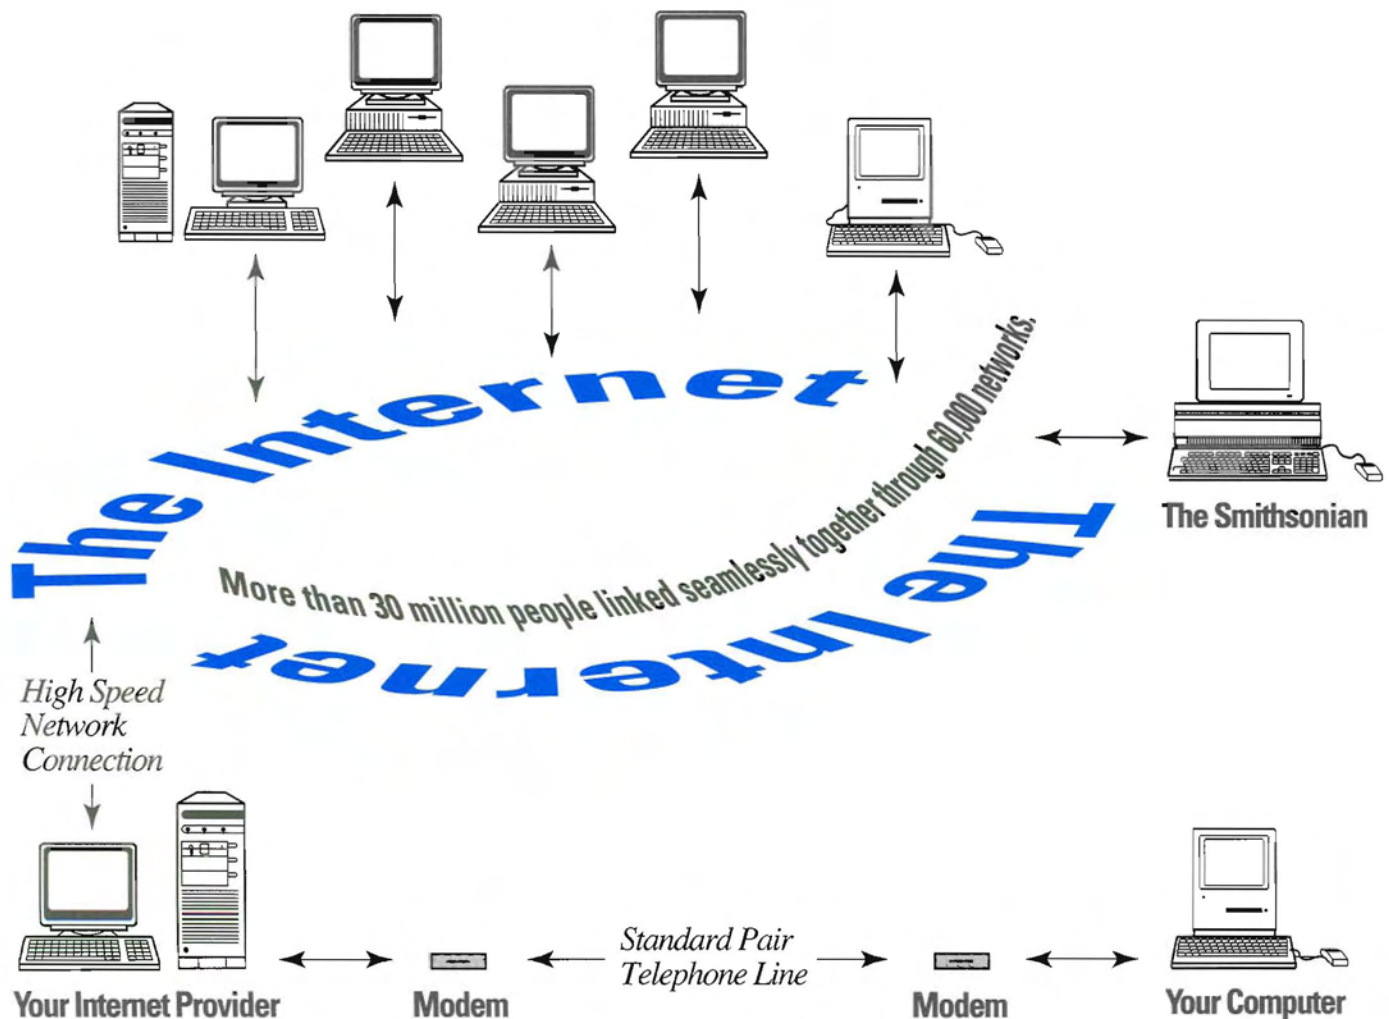 The Internet
More than 30 million people linked seamlessly together through 60,000 networks.
The Internet
The Smithsonian
High Speed
Network
Connection
Standard Pair
Telephone Line
Your Internet Provider
Modem
Modem
Your Computer